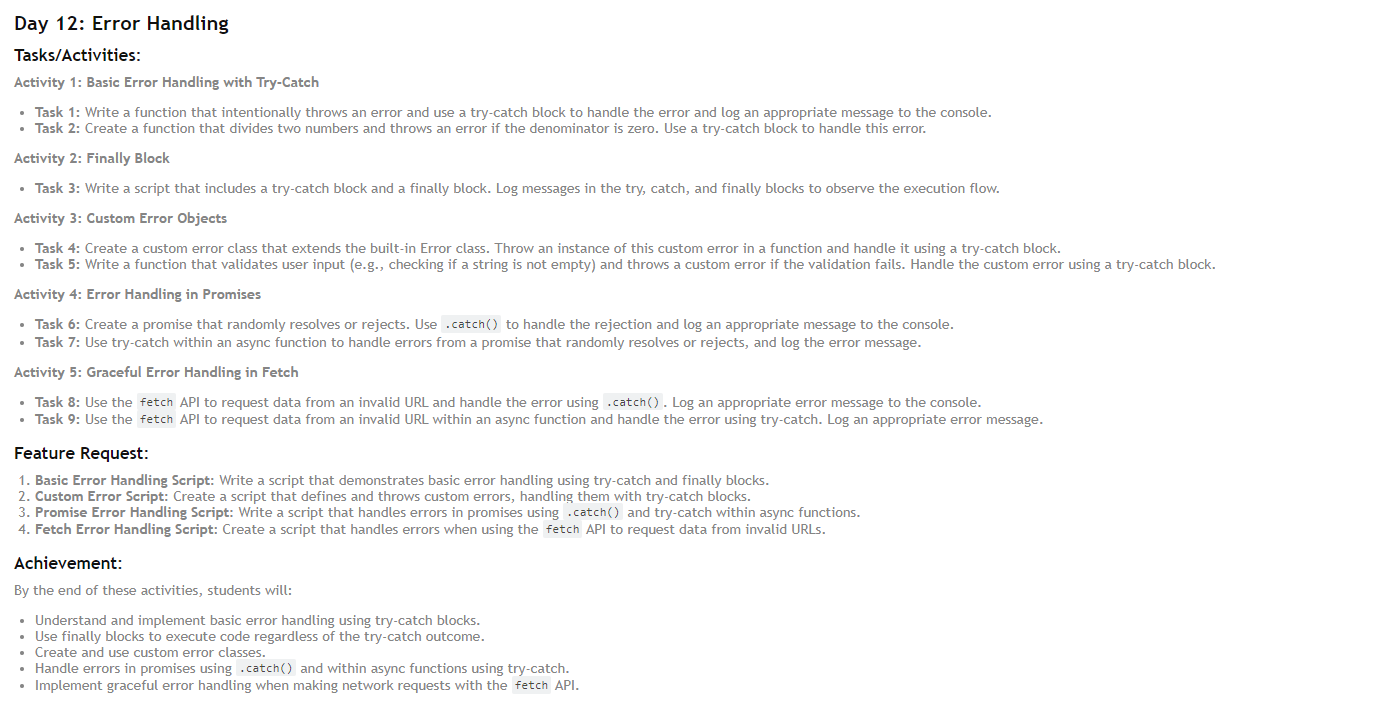 Day 12: Error Handling
Tasks/Activities:
Activity 1: Basic Error Handling with Try-Catch
• Task 1: Write a function that intentionally throws an error and use a try-catch block to handle the error and log an appropriate message to the console.
• Task 2: Create a function that divides two numbers and throws an error if the denominator is zero. Use a try-catch block to handle this error.
Activity 2: Finally Block
• Task 3: Write a script that includes a try-catch block and a finally block. Log messages in the try, catch, and finally blocks to observe the execution flow.
Activity 3: Custom Error Objects
• Task 4: Create a custom error class that extends the built-in Error class. Throw an instance of this custom error in a function and handle it using a try-catch block.
• Task 5: Write a function that validates user input (e.g., checking if a string is not empty) and throws a custom error if the validation fails. Handle the custom error using a try-catch block.
Activity 4: Error Handling in Promises
• Task 6: Create a promise that randomly resolves or rejects. Use .catch() to handle the rejection and log an appropriate message to the console.
• Task 7: Use try-catch within an async function to handle errors from a promise that randomly resolves or rejects, and log the error message.
Activity 5: Graceful Error Handling in Fetch
• Task 8: Use the fetch API to request data from an invalid URL and handle the error using .catch(). Log an appropriate error message to the console.
• Task 9: Use the fetch API to request data from an invalid URL within an async function and handle the error using try-catch. Log an appropriate error message.
Feature Request:
1. Basic Error Handling Script: Write a script that demonstrates basic error handling using try-catch and finally blocks.
2. Custom Error Script: Create a script that defines and throws custom errors, handling them with try-catch blocks.
3. Promise Error Handling Script: Write a script that handles errors in promises using .catch() and try-catch within async functions.
4. Fetch Error Handling Script: Create a script that handles errors when using the fetch API to request data from invalid URLs.
Achievement:
By the end of these activities, students will:
• Understand and implement basic error handling using try-catch blocks.
• Use finally blocks to execute code regardless of the try-catch outcome.
• Create and use custom error classes.
• Handle errors in promises using .catch() and within async functions using try-catch.
• Implement graceful error handling when making network requests with the fetch API.